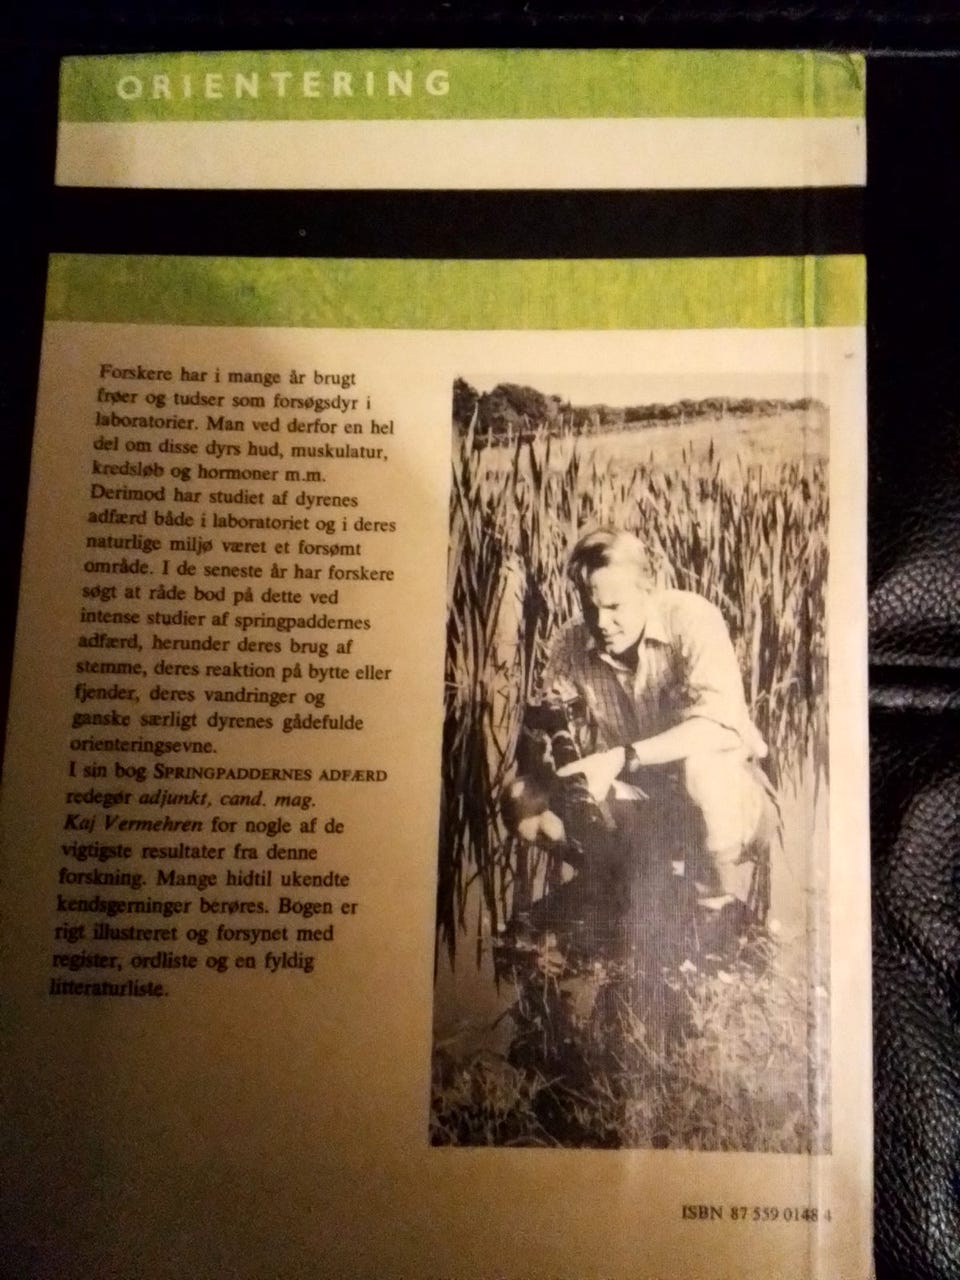 ORIENTERING
Forskere har i mange år brugt
frøer og tudser som forsøgsdyr i
laboratorier. Man ved derfor en hel
del om disse dyrs hud, muskulatur,
kredsløb og hormoner m.m.
Derimod har studiet af dyrenes
adfærd både i laboratoriet og i deres
naturlige miljø været et forsømt
område. I de seneste år har forskere
søgt at råde bod på dette ved
intense studier af springpaddernes
adfærd, herunder deres brug af
stemme, deres reaktion på bytte eller
fjender, deres vandringer og
ganske særligt dyrenes gådefulde
orienteringsevne.
I sin bog SPRINGPADDERNES ADFÆRD
redegør adjunkt, cand. mag.
Kaj Vermehren for nogle af de
vigtigste resultater fra denne
forskning. Mange hidtil ukendte
kendsgerninger berøres. Bogen er
rigt illustreret og forsynet med
register, ordliste og en fyldig
litteraturliste.
ISBN 87 559 0148 4